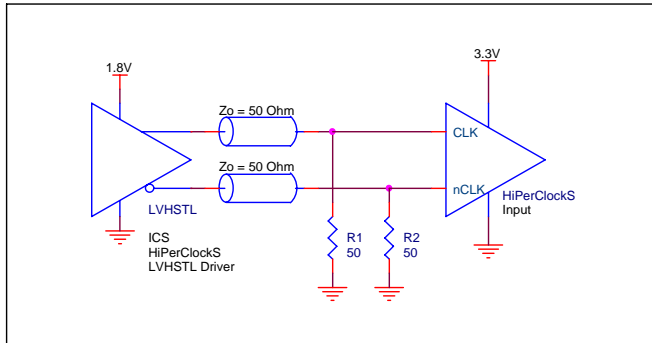 1.8V
3.3V
Zo = 50 Ohm
CLK
Zo = 50 Ohm
nCLK
HiPerClockS
Input
LVHSTL
ICS
HiPerClockS
LVHSTL Driver
R1
50
R2
50